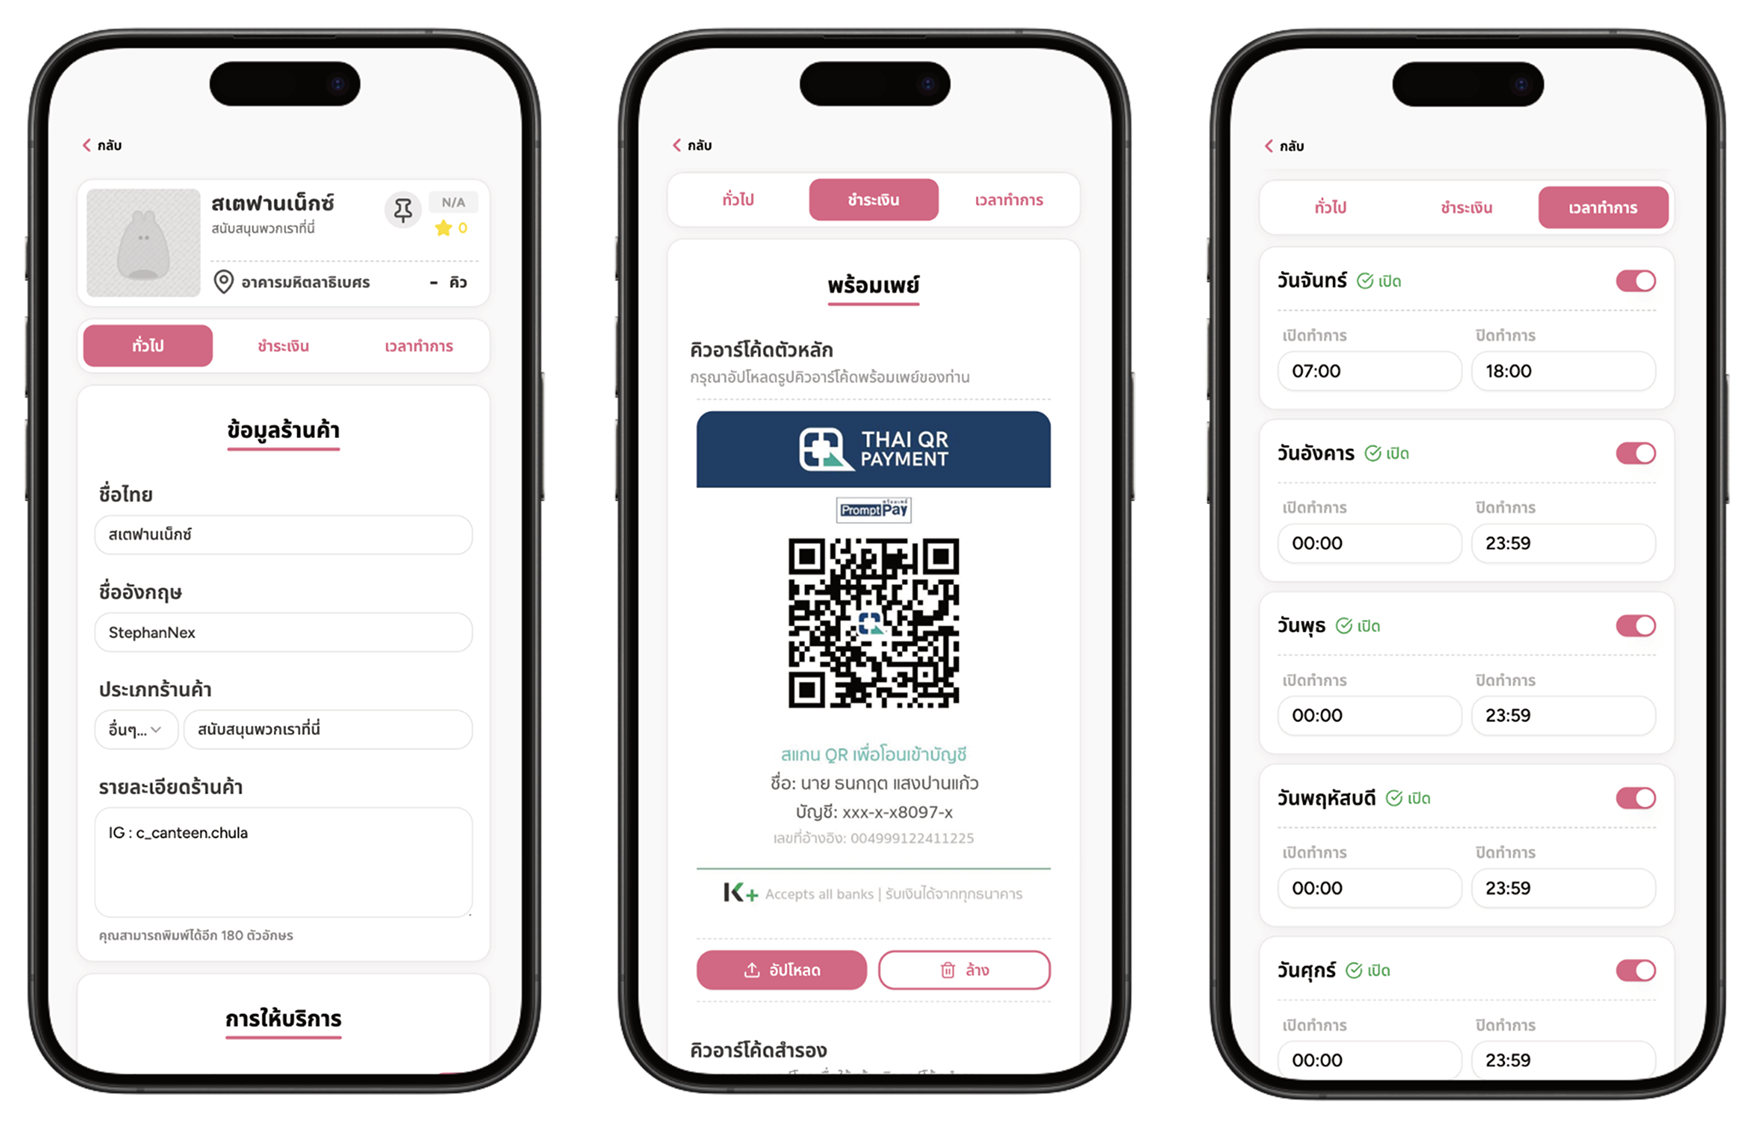 กลับ
สเตฟานเน็กซ์
N/A
สนับสนุนพวกเราที่นี่
0
อาคารมหิตลาธิเบศร
- คิว
ทั่วไป ชำระเงิน เวลาทำการ
ข้อมูลร้านค้า
ชื่อไทย
สเตฟานเน็กซ์
ชื่ออังกฤษ
StephanNex
ประเภทร้านค้า
อื่นๆ... สนับสนุนพวกเราที่นี่
รายละเอียดร้านค้า
IG : c_canteen.chula
คุณสามารถพิมพ์ได้อีก 180 ตัวอักษร
การให้บริการ
กลับ
ทั่วไป ชำระเงิน เวลาทำการ
พร้อมเพย์
คิวอาร์โค้ดตัวหลัก
กรุณาอัปโหลดรูปคิวอาร์โค้ดพร้อมเพย์ของท่าน
THAI QR
PAYMENT
พร้อมเพย์
PromptPay
สแกน QR เพื่อโอนเข้าบัญชี
ชื่อ: นาย ธนกฤต แสงปานแก้ว
บัญชี: xxx-x-x8097-x
เลขที่อ้างอิง: 004999122411225
K+ Accepts all banks | รับเงินได้จากทุกธนาคาร
อัปโหลด ล้าง
คิวอาร์โค้ดสำรอง
กลับ
ทั่วไป ชำระเงิน เวลาทำการ
วันจันทร์ เปิด
เปิดทำการ ปิดทำการ
07:00 18:00
วันอังคาร เปิด
เปิดทำการ ปิดทำการ
00:00 23:59
วันพุธ เปิด
เปิดทำการ ปิดทำการ
00:00 23:59
วันพฤหัสบดี เปิด
เปิดทำการ ปิดทำการ
00:00 23:59
วันศุกร์ เปิด
เปิดทำการ ปิดทำการ
00:00 23:59